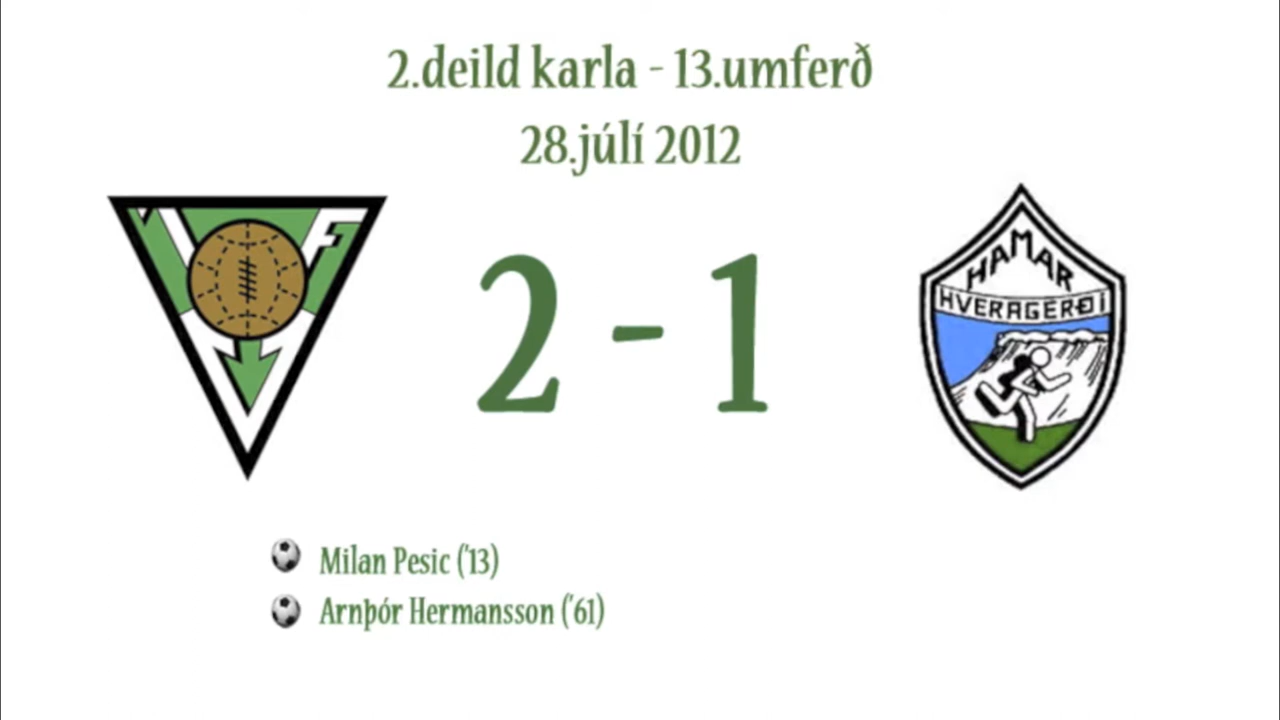 2.deild karla - 13.umferð
28.júlí 2012
HAMAR
HVERAGERÐI
2 - 1
Milan Pesic ('13)
Arnþór Hermansson ('61)